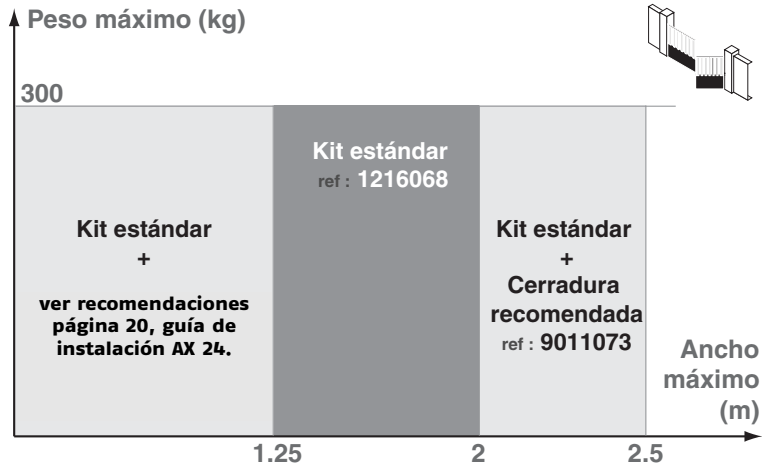 Peso máximo (kg)
300
Kit estándar
ref : 1216068
Kit estándar
+
ver recomendaciones
página 20, guía de
instalación AX 24.
Kit estándar
+
Cerradura
recomendada
ref : 9011073
Ancho
máximo
(m)
1.25
2
2.5